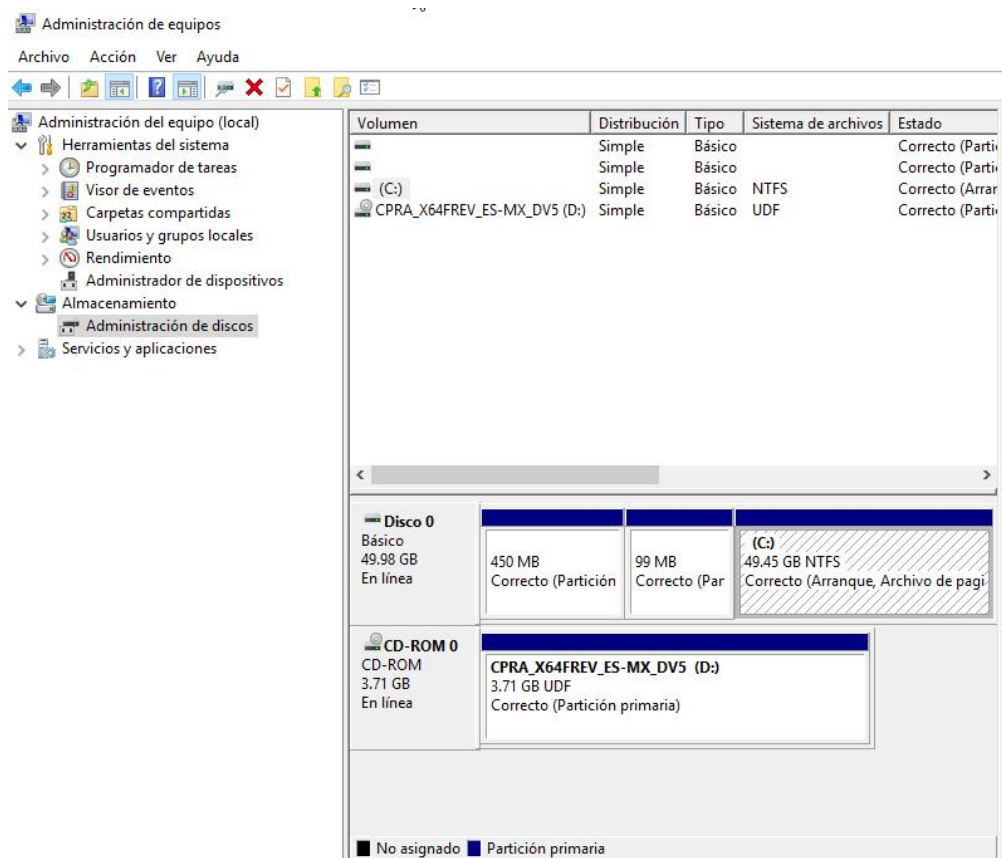 Administración de equipos
Archivo Acción Ver Ayuda
Administración del equipo (local)
Herramientas del sistema
Programador de tareas
Visor de eventos
Carpetas compartidas
Usuarios y grupos locales
Rendimiento
Administrador de dispositivos
Almacenamiento
Administración de discos
Servicios y aplicaciones
Volumen Distribución Tipo Sistema de archivos Estado
Simple Básico Correcto (Parti
Simple Básico Correcto (Parti
(C:) Simple Básico NTFS Correcto (Arrar
CPRA_X64FREV_ES-MX_DV5 (D:) Simple Básico UDF Correcto (Parti
Disco 0
Básico
49.98 GB
En línea
450 MB
Correcto (Partición
99 MB
Correcto (Par
(C:)
49.45 GB NTFS
Correcto (Arranque, Archivo de pagi
CD-ROM 0
CD-ROM
3.71 GB
En línea
CPRA_X64FREV_ES-MX_DV5 (D:)
3.71 GB UDF
Correcto (Partición primaria)
No asignado Partición primaria